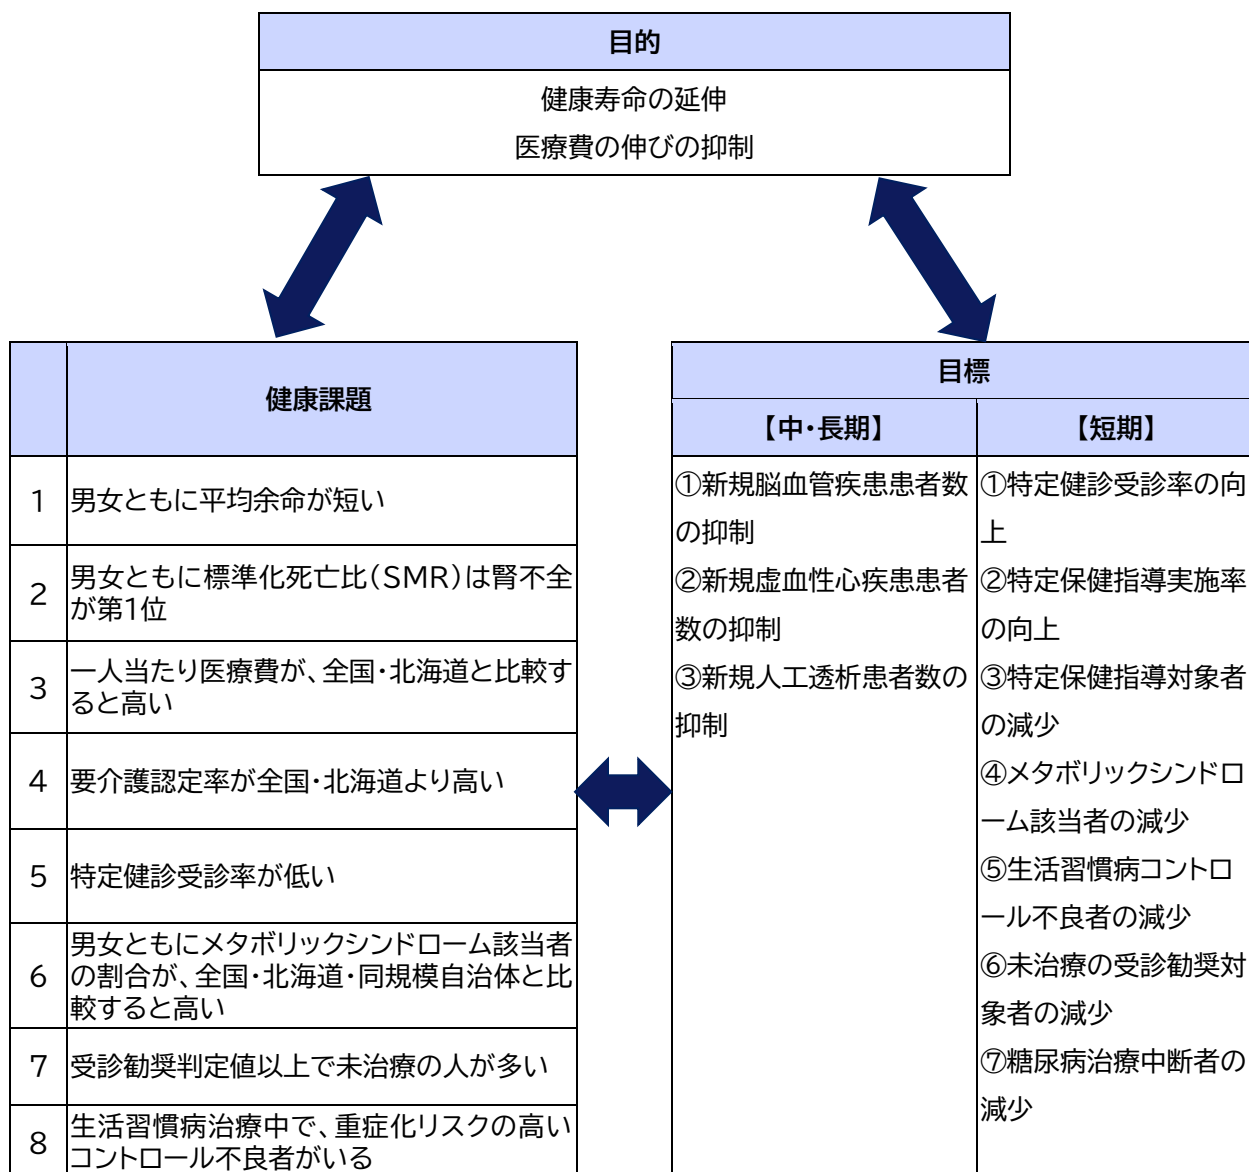 目的
健康寿命の延伸
医療費の伸びの抑制
健康課題
1
男女ともに平均余命が短い
2
男女ともに標準化死亡比(SMR)は腎不全
が第1位
3
一人当たり医療費が、全国・北海道と比較す
ると高い
4
要介護認定率が全国・北海道より高い
5
特定健診受診率が低い
6
男女ともにメタボリックシンドローム該当者
の割合が、全国・北海道・同規模自治体と比
較すると高い
7
受診勧奨判定値以上で未治療の人が多い
8
生活習慣病治療中で、重症化リスクの高い
コントロール不良者がいる
目標
【中・長期】
①新規脳血管疾患患者数
の抑制
②新規虚血性心疾患患者
数の抑制
③新規人工透析患者数の
抑制
【短期】
①特定健診受診率の向
上
②特定保健指導実施率
の向上
③特定保健指導対象者
の減少
④メタボリックシンドロ
ーム該当者の減少
⑤生活習慣病コントロ
ール不良者の減少
⑥未治療の受診勧奨対
象者の減少
⑦糖尿病治療中断者の
減少